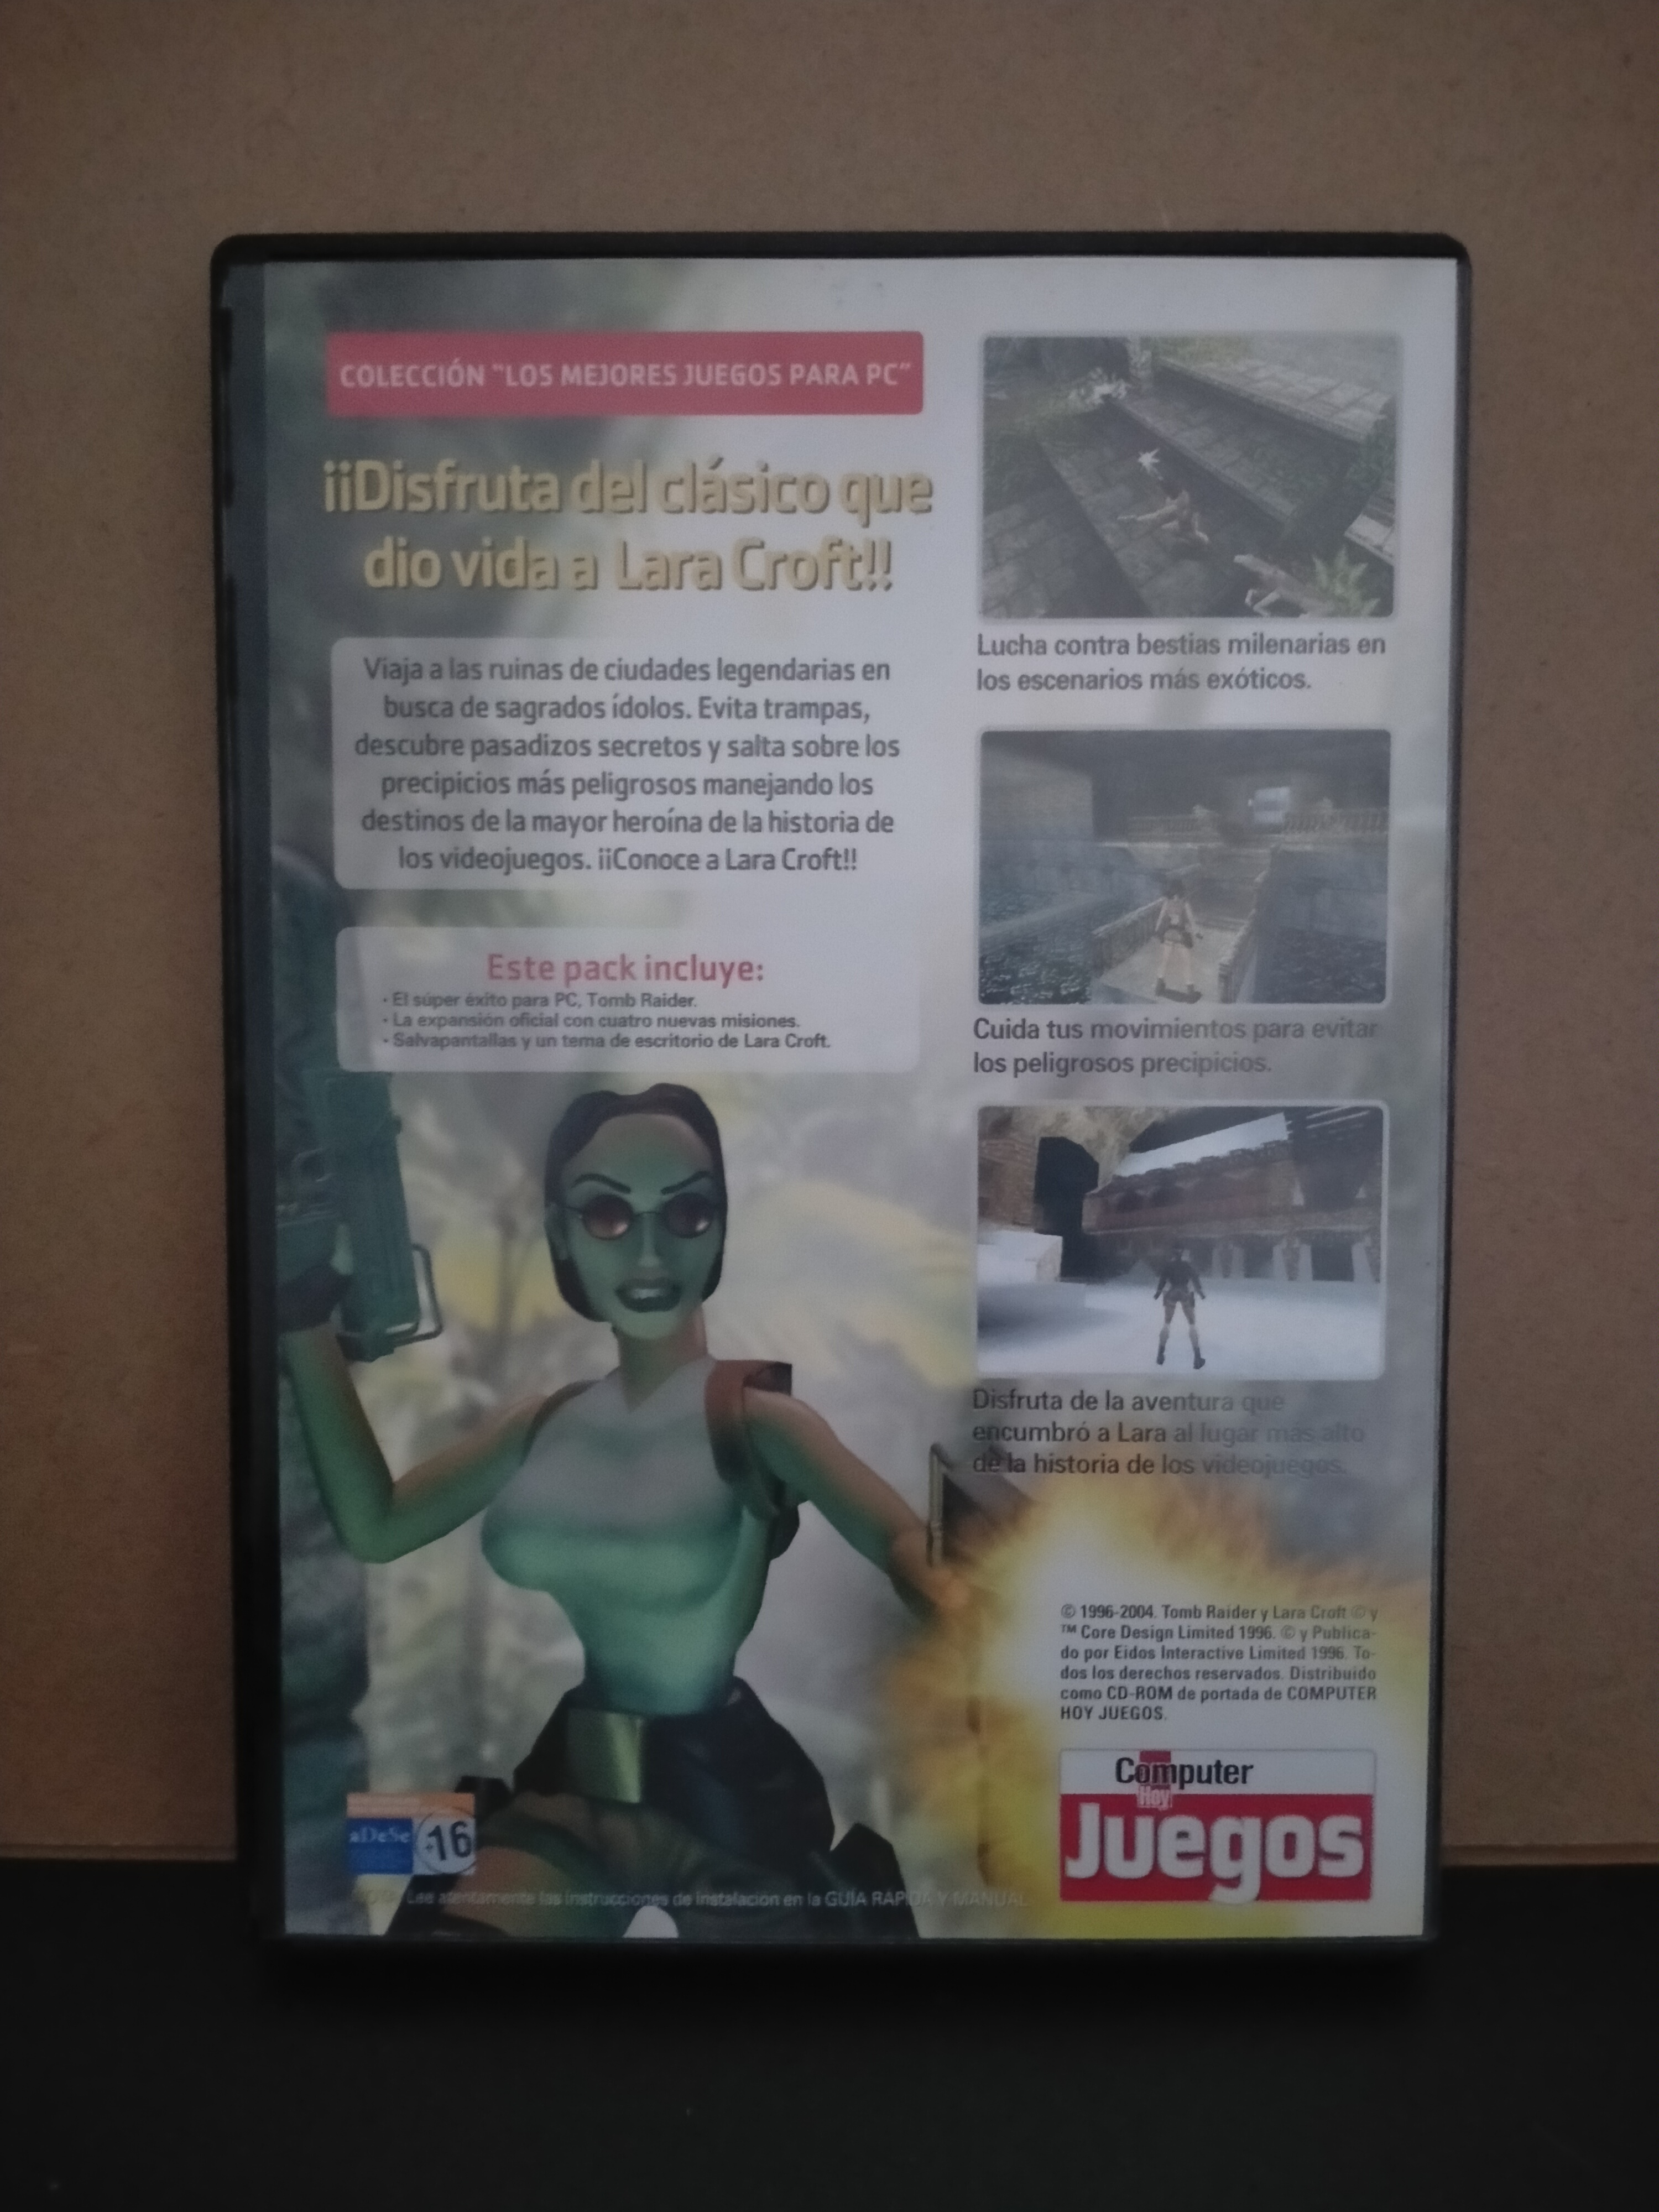 COLECCIÓN "LOS MEJORES JUEGOS PARA PC"
¡¡Disfruta del clásico que
dio vida a Lara Croft!!
Viaja a las ruinas de ciudades legendarias en
busca de sagrados ídolos. Evita trampas,
descubre pasadizos secretos y salta sobre los
precipicios más peligrosos manejando los
destinos de la mayor heroína de la historia de
los videojuegos. ¡¡Conoce a Lara Croft!!
Este pack incluye:
· El súper éxito para PC, Tomb Raider.
· La expansión oficial con cuatro nuevas misiones.
· Salvapantallas y un tema de escritorio de Lara Croft.
Lucha contra bestias milenarias en
los escenarios más exóticos.
Cuida tus movimientos para evitar
los peligrosos precipicios.
Disfruta de la aventura que
encumbró a Lara al lugar más alto
de la historia de los videojuegos.
© 1996-2004. Tomb Raider y Lara Croft © y
™ Core Design Limited 1996. © y Publica-
do por Eidos Interactive Limited 1996. To-
dos los derechos reservados. Distribuido
como CD-ROM de portada de COMPUTER
HOY JUEGOS.
Computer
Hoy
Juegos
aDeSe +16
Lee atentamente las instrucciones de instalación en la GUÍA RÁPIDA Y MANUAL